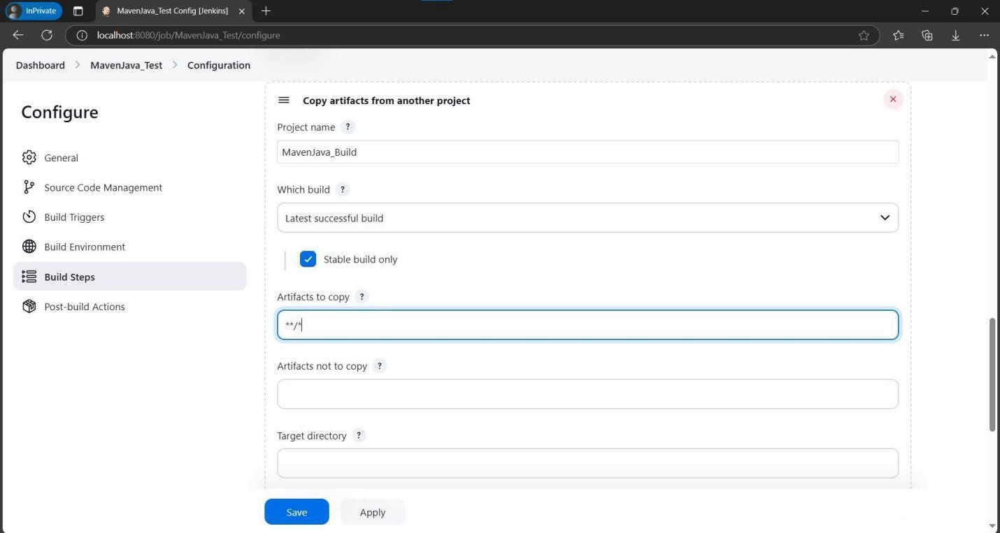 InPrivate
MavenJava_Test Config [Jenkins]
localhost:8080/job/MavenJava_Test/configure
Dashboard > MavenJava_Test > Configuration
Configure
General
Source Code Management
Build Triggers
Build Environment
Build Steps
Post-build Actions
Copy artifacts from another project
Project name ?
MavenJava_Build
Which build ?
Latest successful build
Stable build only
Artifacts to copy ?
**/*
Artifacts not to copy ?
Target directory ?
Save
Apply